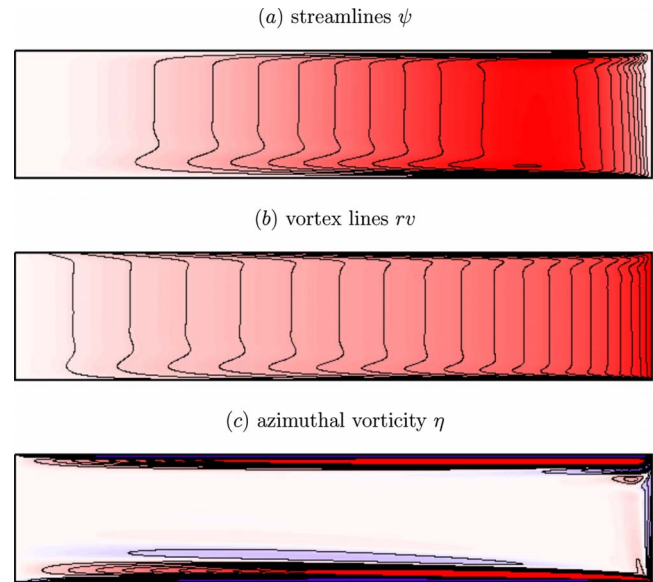 (a) streamlines ψ
(b) vortex lines rv
(c) azimuthal vorticity η